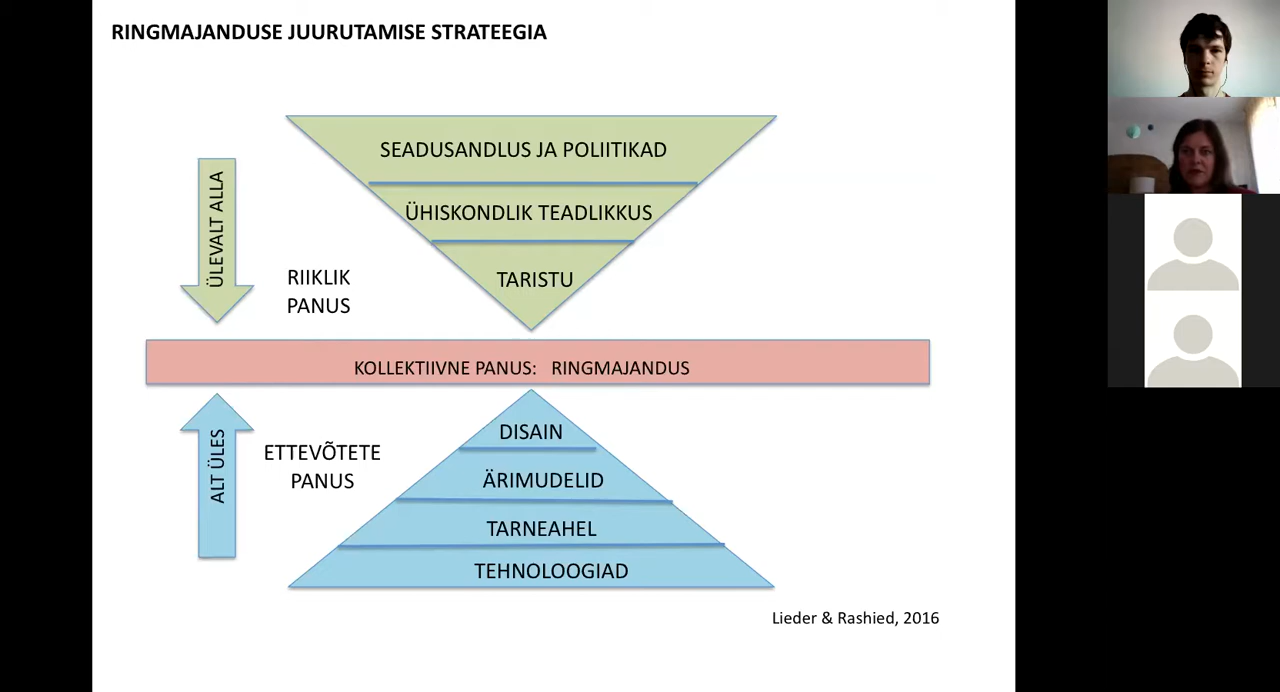 RINGMAJANDUSE JUURUTAMISE STRATEEGIA
SEADUSANDLUS JA POLIITIKAD
ÜHISKONDLIK TEADLIKKUS
TARISTU
ÜLEVALT ALLA
RIIKLIK
PANUS
KOLLEKTIIVNE PANUS: RINGMAJANDUS
ALT ÜLES
ETTEVÕTETE
PANUS
DISAIN
ÄRIMUDELID
TARNEAHEL
TEHNOLOOGIAD
Lieder & Rashied, 2016